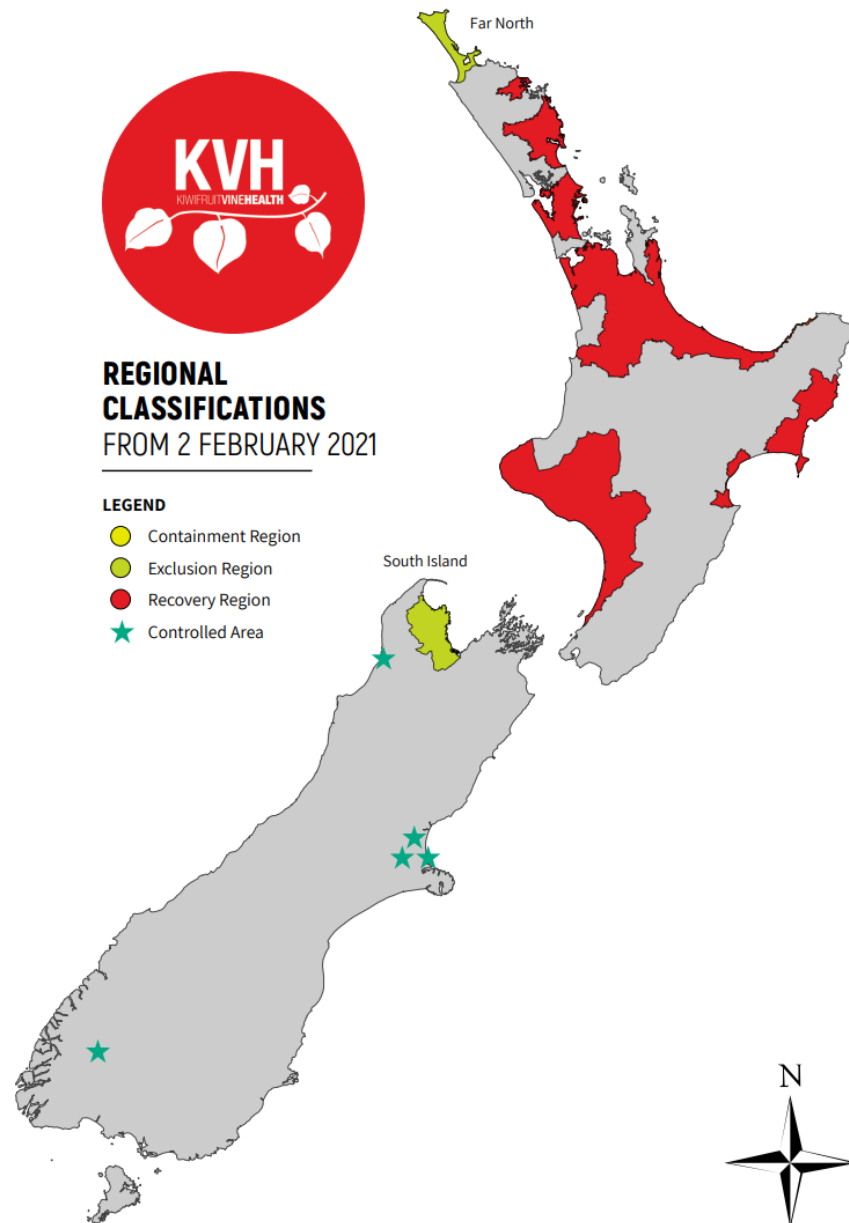 Far North
KVH
KIWIFRUITVINEHEALTH
REGIONAL
CLASSIFICATIONS
FROM 2 FEBRUARY 2021
LEGEND
Containment Region
Exclusion Region
Recovery Region
Controlled Area
South Island
N